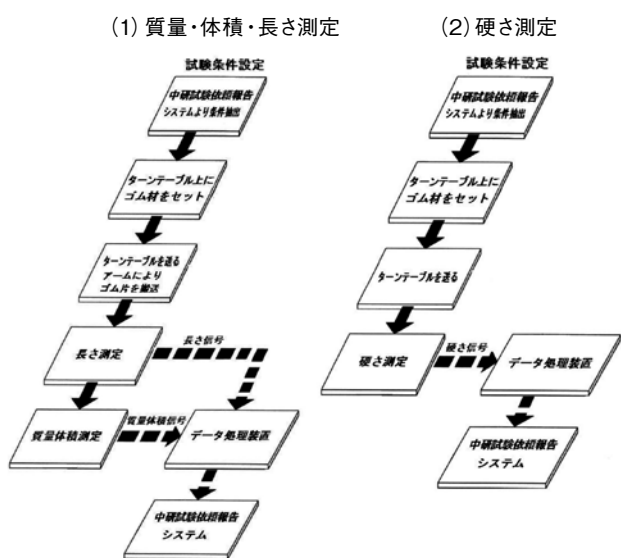 (1) 質量・体積・長さ測定
試験条件設定
中研試験依頼報告
システムより条件抽出
ターンテーブル上に
ゴム材をセット
ターンテーブルを送る
アームにより
ゴム片を搬送
長さ測定
長さ信号
質量体積測定
質量体積信号
データ処理装置
中研試験依頼報告
システム
(2) 硬さ測定
試験条件設定
中研試験依頼報告
システムより条件抽出
ターンテーブル上に
ゴム材をセット
ターンテーブルを送る
硬さ測定
硬さ信号
データ処理装置
中研試験依頼報告
システム